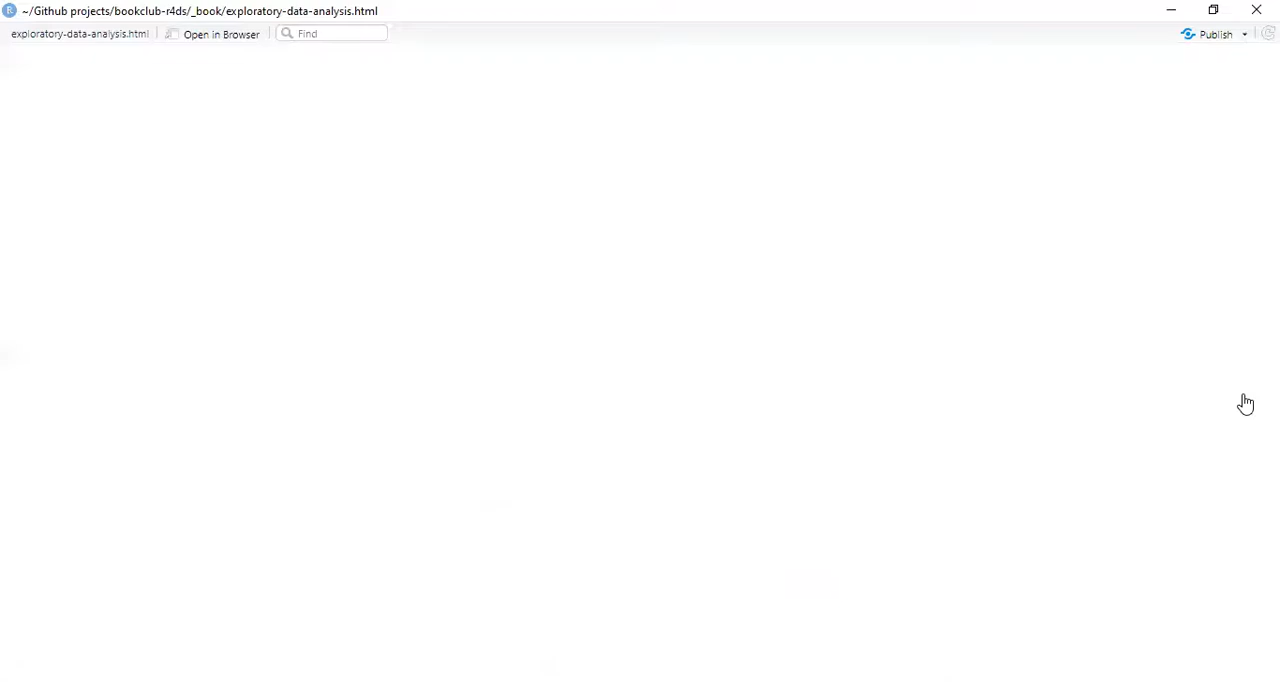 ~/Github projects/bookclub-r4ds/_book/exploratory-data-analysis.html
exploratory-data-analysis.html Open in Browser Find Publish